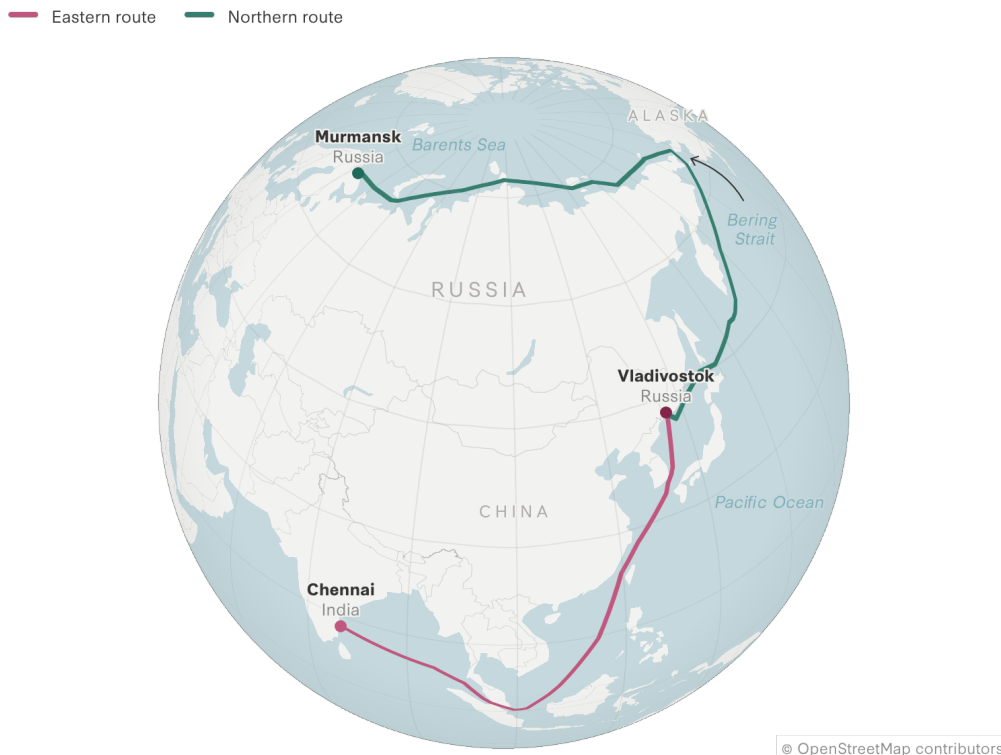 Eastern route
Northern route
ALASKA
Murmansk
Russia
Barents Sea
Bering
Strait
RUSSIA
Vladivostok
Russia
Pacific Ocean
CHINA
Chennai
India
© OpenStreetMap contributors